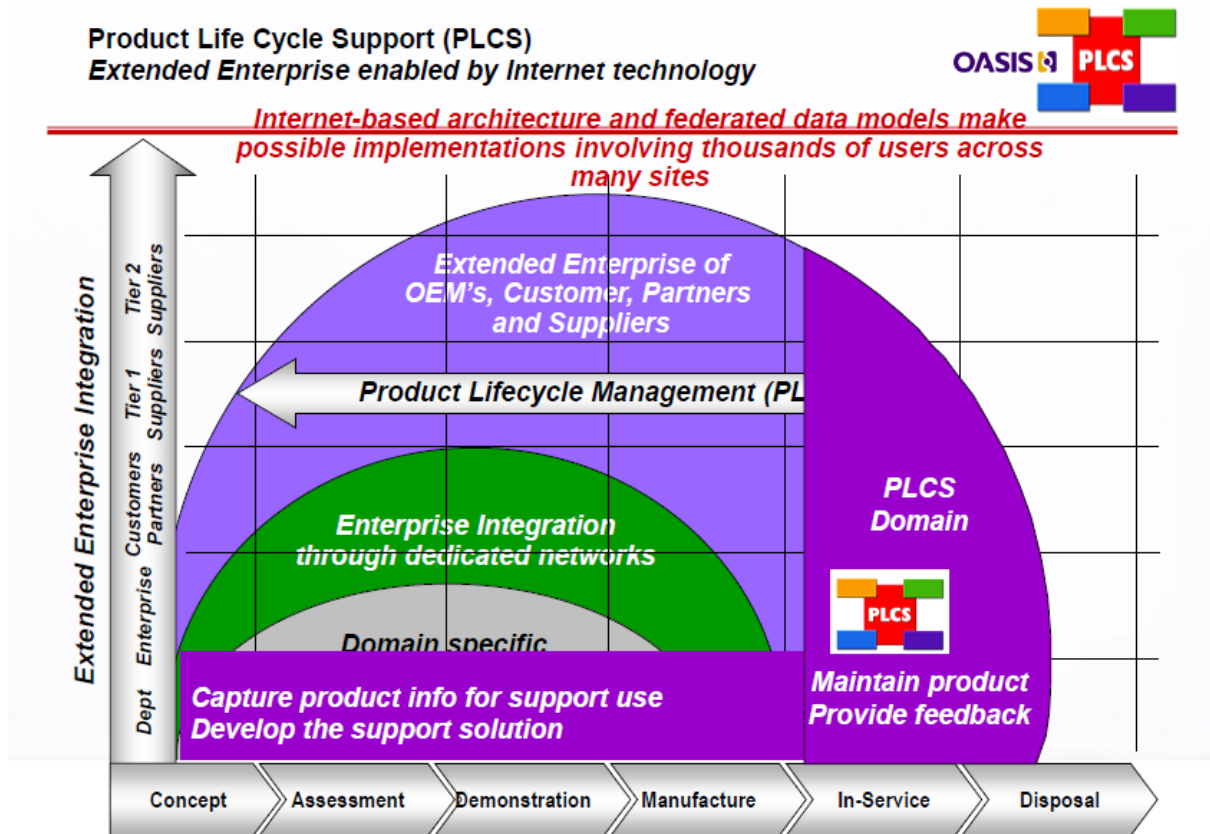 Product Life Cycle Support (PLCS)
Extended Enterprise enabled by Internet technology
OASIS PLCS
Internet-based architecture and federated data models make
possible implementations involving thousands of users across
many sites
Extended Enterprise Integration
Tier 2
Suppliers
Tier 1
Suppliers
Customers
Partners
Enterprise
Dept
Extended Enterprise of
OEM's, Customer, Partners
and Suppliers
Product Lifecycle Management (PL
Enterprise Integration
through dedicated networks
Domain specific
PLCS
Domain
PLCS
Capture product info for support use
Develop the support solution
Maintain product
Provide feedback
Concept
Assessment
Demonstration
Manufacture
In-Service
Disposal